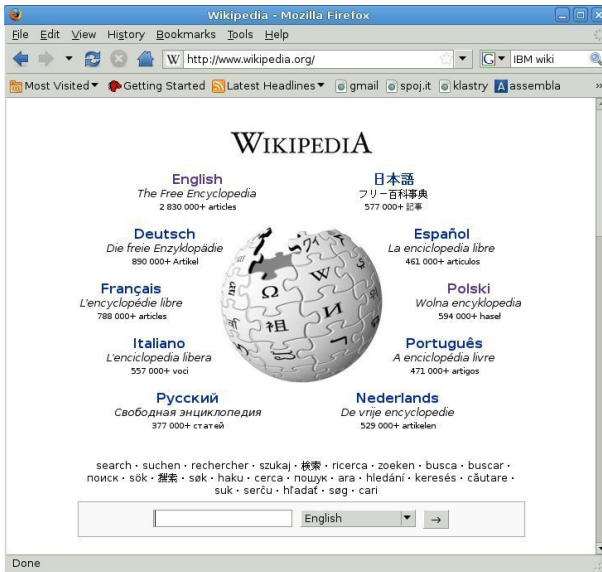 Wikipedia - Mozilla Firefox
File Edit View History Bookmarks Tools Help
W http://www.wikipedia.org/ G IBM wiki
Most Visited Getting Started Latest Headlines gmail spoj.it klastry A assembla »
WIKIPEDIA
English
The Free Encyclopedia
2 830 000+ articles
日本語
フリー百科事典
577 000+ 記事
Deutsch
Die freie Enzyklopädie
890 000+ Artikel
Español
La enciclopedia libre
461 000+ artículos
Français
L'encyclopédie libre
788 000+ articles
Polski
Wolna encyklopedia
594 000+ haseł
Italiano
L'enciclopedia libera
557 000+ voci
Português
A enciclopédia livre
471 000+ artigos
Русский
Свободная энциклопедия
377 000+ статей
Nederlands
De vrije encyclopedie
529 000+ artikelen
Ω W И 祖
search · suchen · rechercher · szukaj · 検索 · ricerca · zoeken · busca · buscar ·
поиск · sök · 搜索 · søk · haku · cerca · пошук · ara · hledání · keresés · căutare ·
suk · serĉu · hľadať · søg · cari
English →
Done